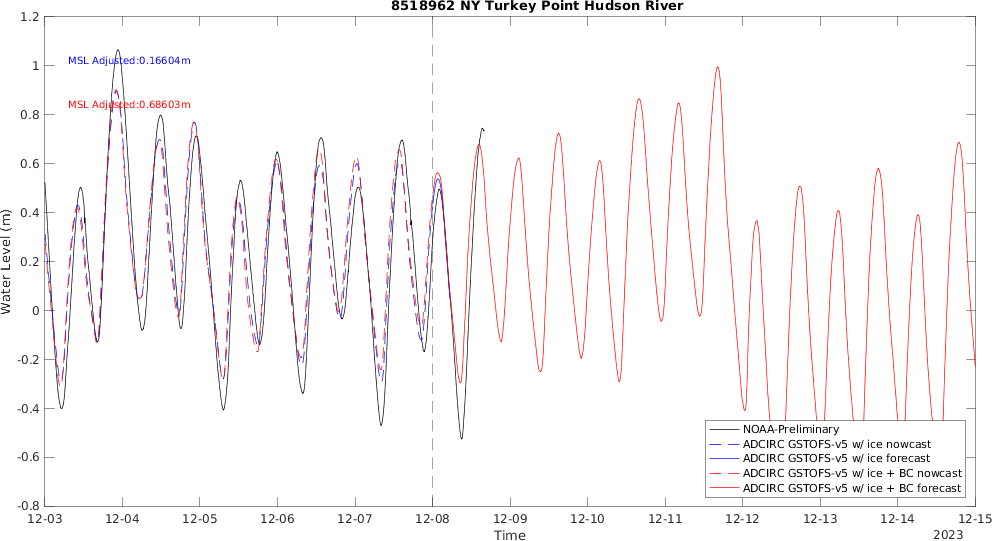 8518962 NY Turkey Point Hudson River
1.2
1
0.8
0.6
0.4
0.2
0
-0.2
-0.4
-0.6
-0.8
Water Level (m)
MSL Adjusted:0.16604m
MSL Adjusted:0.68603m
NOAA-Preliminary
ADCIRC GSTOFS-v5 w/ ice nowcast
ADCIRC GSTOFS-v5 w/ ice forecast
ADCIRC GSTOFS-v5 w/ ice + BC nowcast
ADCIRC GSTOFS-v5 w/ ice + BC forecast
12-03 12-04 12-05 12-06 12-07 12-08 12-09 12-10 12-11 12-12 12-13 12-14 12-15
Time
2023